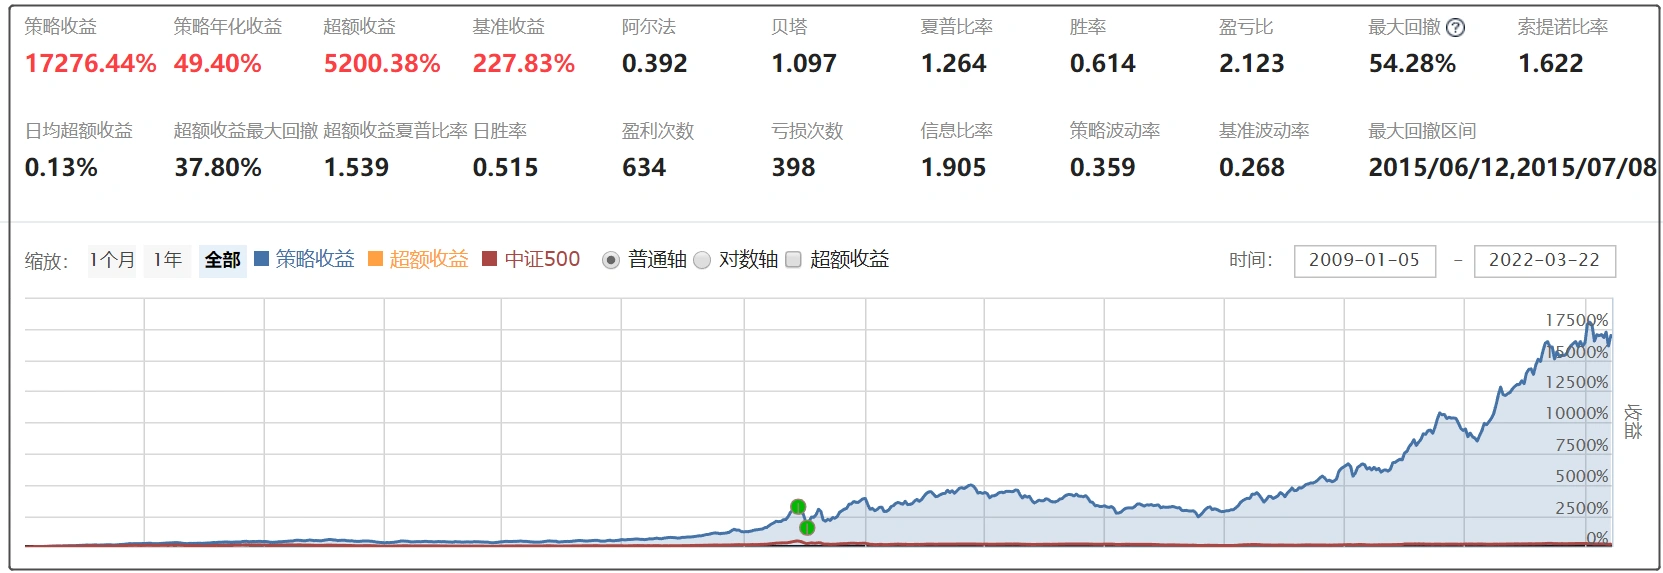 策略收益 策略年化收益 超额收益 基准收益 阿尔法 贝塔 夏普比率 胜率 盈亏比 最大回撤 ? 索提诺比率
17276.44% 49.40% 5200.38% 227.83% 0.392 1.097 1.264 0.614 2.123 54.28% 1.622
日均超额收益 超额收益最大回撤 超额收益夏普比率 日胜率 盈利次数 亏损次数 信息比率 策略波动率 基准波动率 最大回撤区间
0.13% 37.80% 1.539 0.515 634 398 1.905 0.359 0.268 2015/06/12,2015/07/08
缩放: 1个月 1年 全部 策略收益 超额收益 中证500 普通轴 对数轴 超额收益 时间: 2009-01-05 - 2022-03-22
17500%
15000%
12500%
10000%
7500%
5000%
2500%
0%
收益